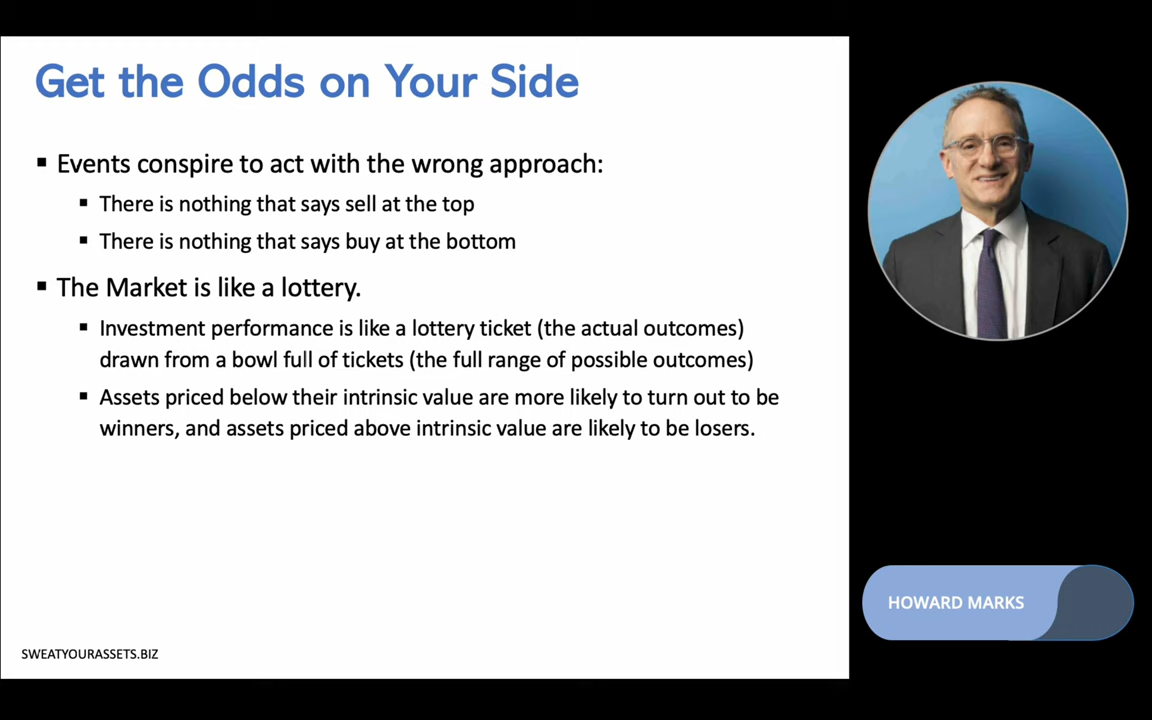 Get the Odds on Your Side
▪ Events conspire to act with the wrong approach:
▪ There is nothing that says sell at the top
▪ There is nothing that says buy at the bottom
▪ The Market is like a lottery.
▪ Investment performance is like a lottery ticket (the actual outcomes)
drawn from a bowl full of tickets (the full range of possible outcomes)
▪ Assets priced below their intrinsic value are more likely to turn out to be
winners, and assets priced above intrinsic value are likely to be losers.
HOWARD MARKS
SWEATYOURASSETS.BIZ